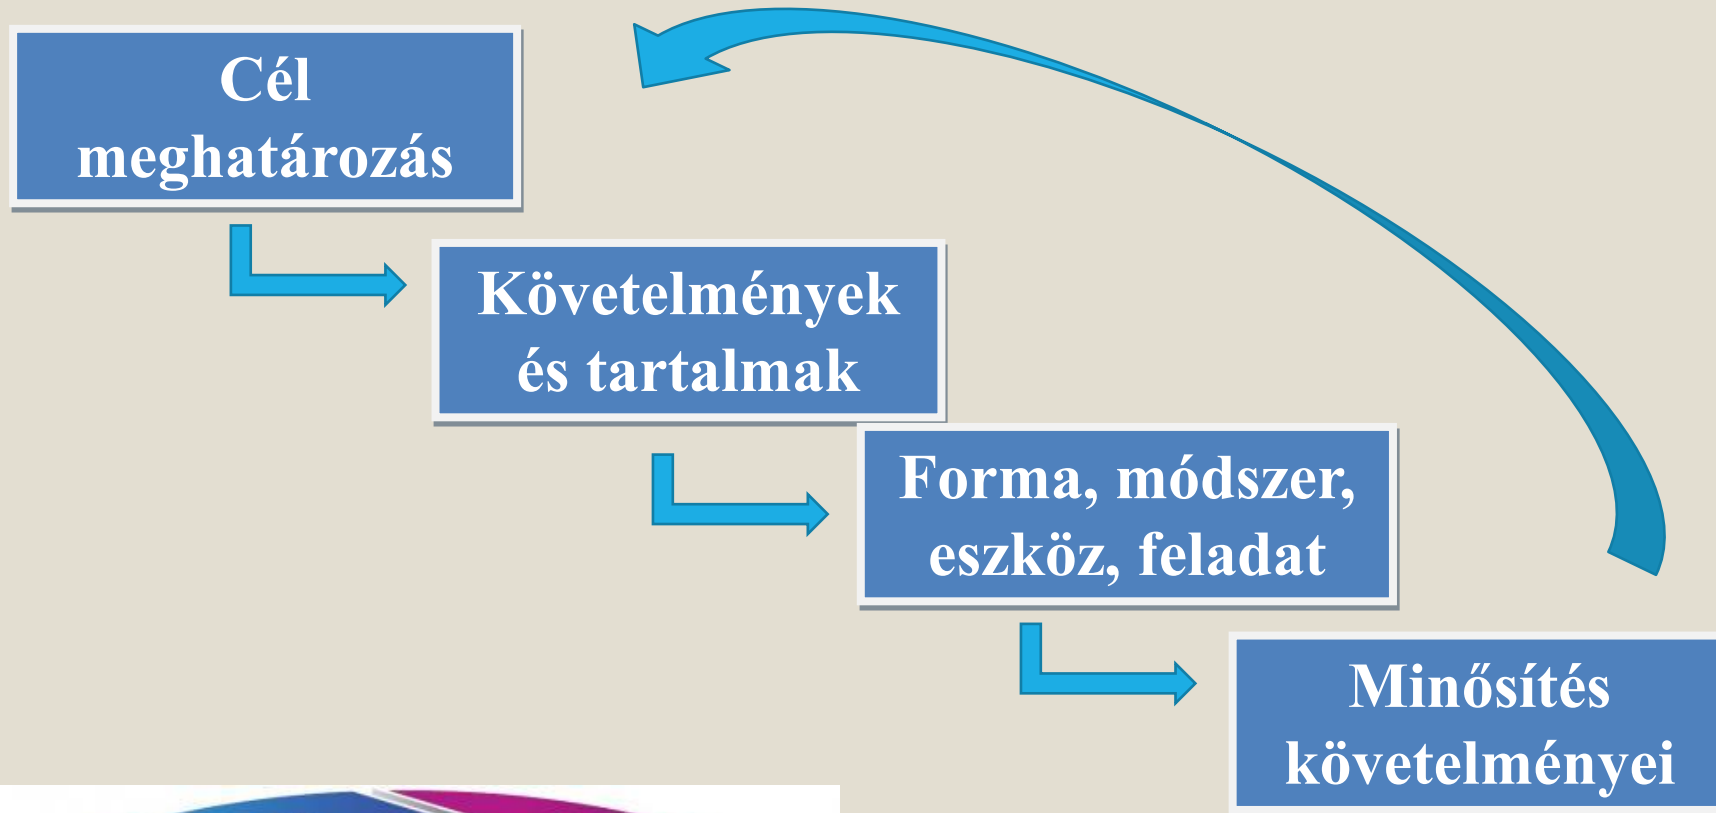 Cél
meghatározás
Követelmények
és tartalmak
Forma, módszer,
eszköz, feladat
Minősítés
követelményei